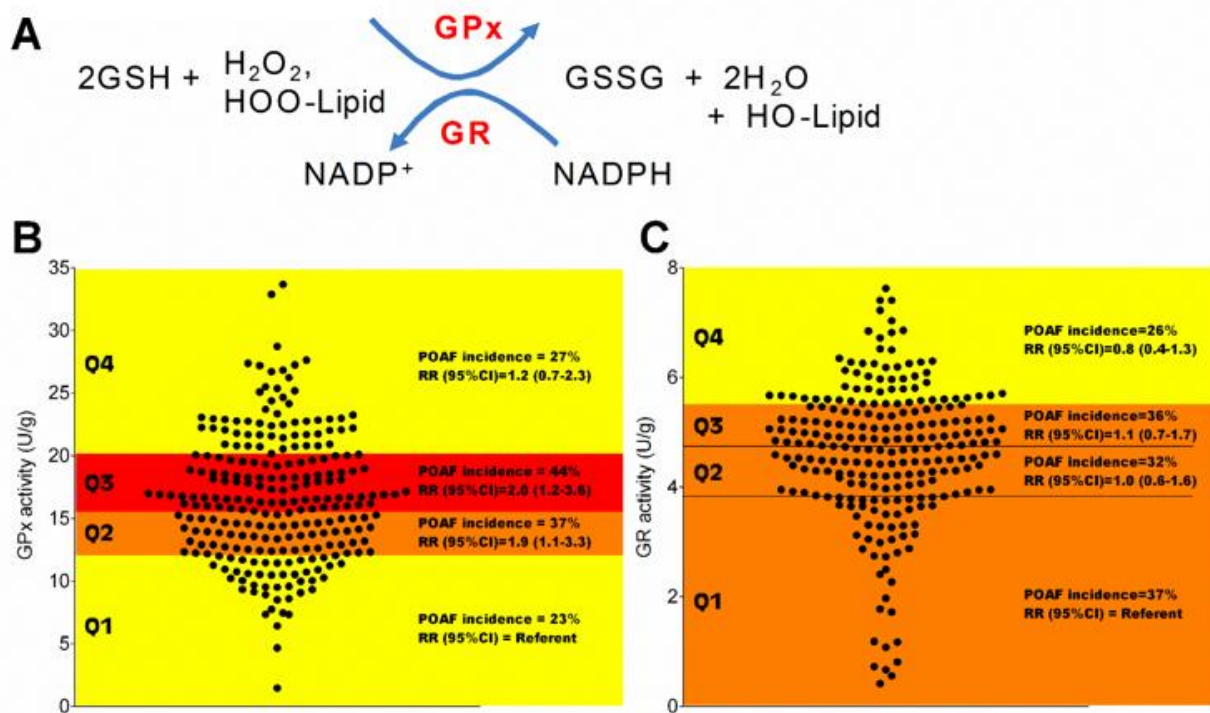 A
GPx
2GSH + H₂O₂,
HOO-Lipid
GSSG + 2H₂O
+ HO-Lipid
GR
NADP⁺
NADPH
B
35
30
25
20
15
10
5
0
GPx activity (U/g)
Q4
POAF incidence = 27%
RR (95%CI)=1.2 (0.7-2.3)
Q3
POAF incidence = 44%
RR (95%CI)=2.0 (1.2-3.6)
Q2
POAF incidence = 37%
RR (95%CI)=1.9 (1.1-3.3)
Q1
POAF incidence = 23%
RR (95%CI) = Referent
C
8
6
4
2
0
GR activity (U/g)
Q4
POAF incidence=26%
RR (95%CI)=0.8 (0.4-1.3)
Q3
POAF incidence=36%
RR (95%CI)=1.1 (0.7-1.7)
Q2
POAF incidence=32%
RR (95%CI)=1.0 (0.6-1.6)
Q1
POAF incidence=37%
RR (95%CI) = Referent